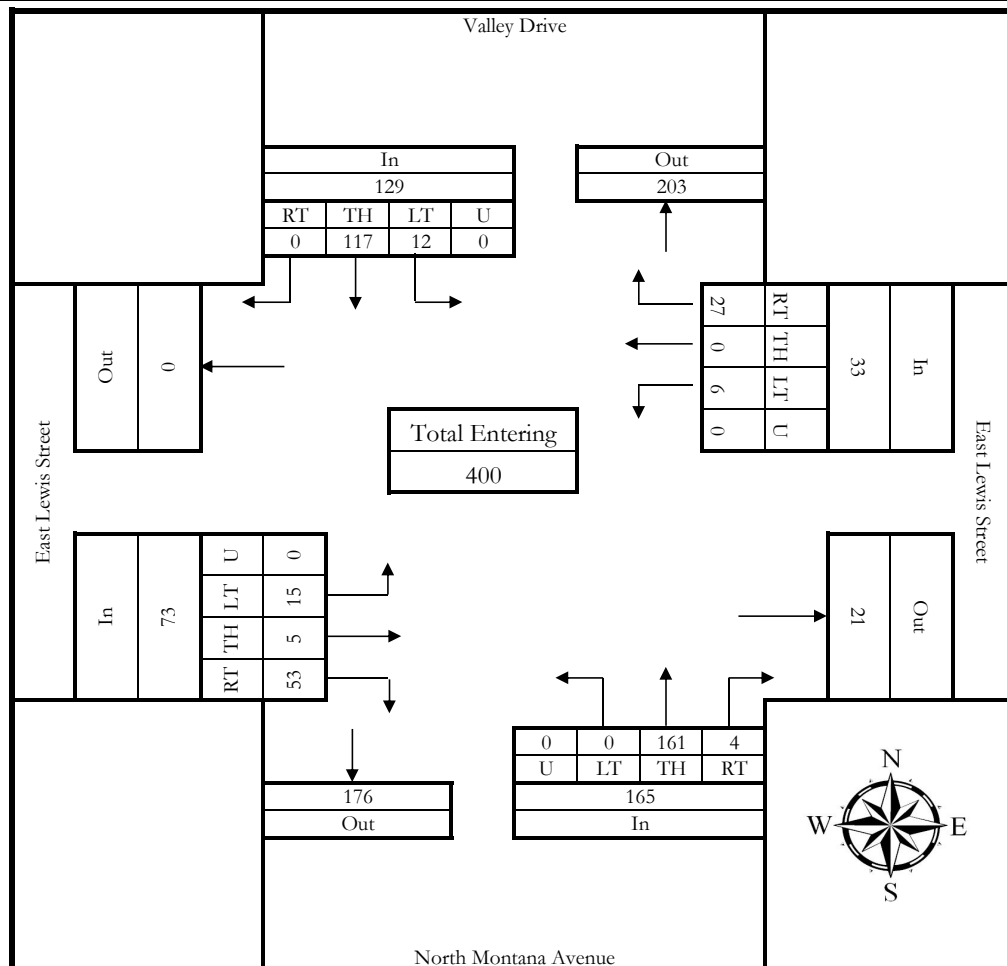 Valley Drive
In
129
RT TH LT U
0 117 12 0
Out
203
Out
0
East Lewis Street
27 RT
0 TH
6 LT
0 U
33
In
East Lewis Street
Total Entering
400
In
73
U 0
LT 15
TH 5
RT 53
21
Out
0 0 161 4
U LT TH RT
165
In
176
Out
N
W E
S
North Montana Avenue